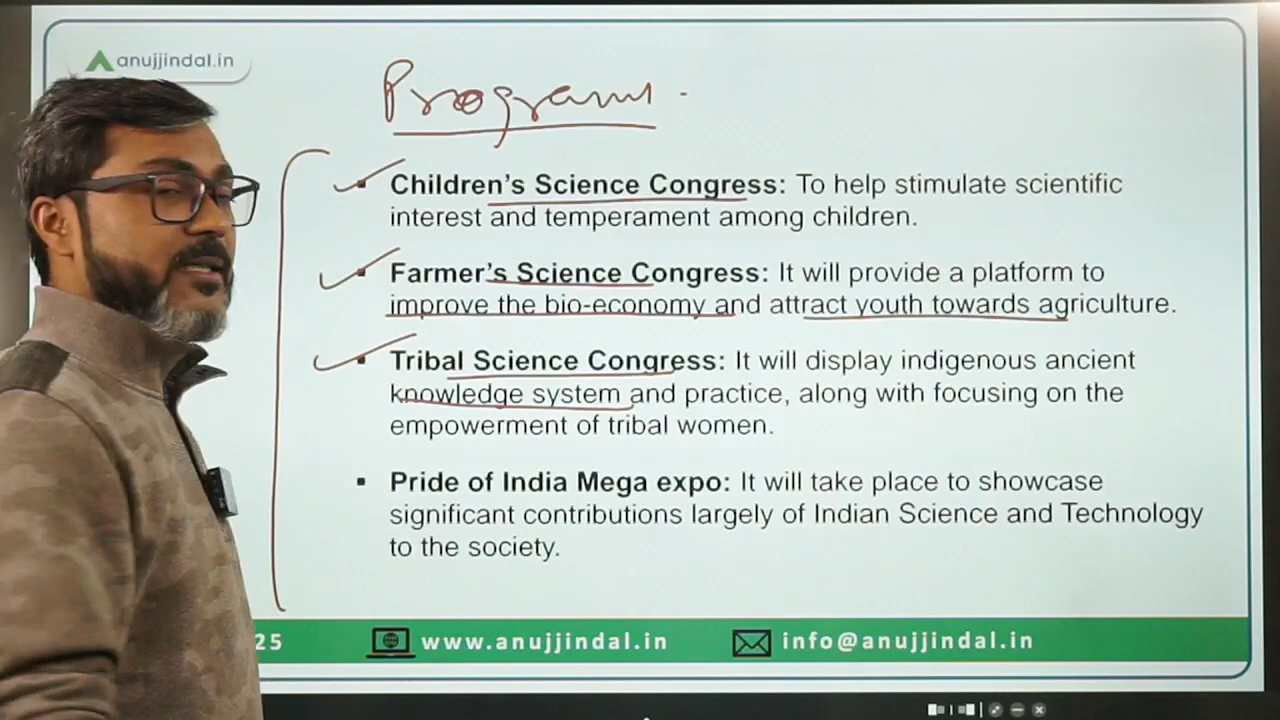 anujjindal.in
Programs.
▪ Children's Science Congress: To help stimulate scientific
interest and temperament among children.
▪ Farmer's Science Congress: It will provide a platform to
improve the bio-economy and attract youth towards agriculture.
▪ Tribal Science Congress: It will display indigenous ancient
knowledge system and practice, along with focusing on the
empowerment of tribal women.
▪ Pride of India Mega expo: It will take place to showcase
significant contributions largely of Indian Science and Technology
to the society.
25 www.anujjindal.in info@anujjindal.in